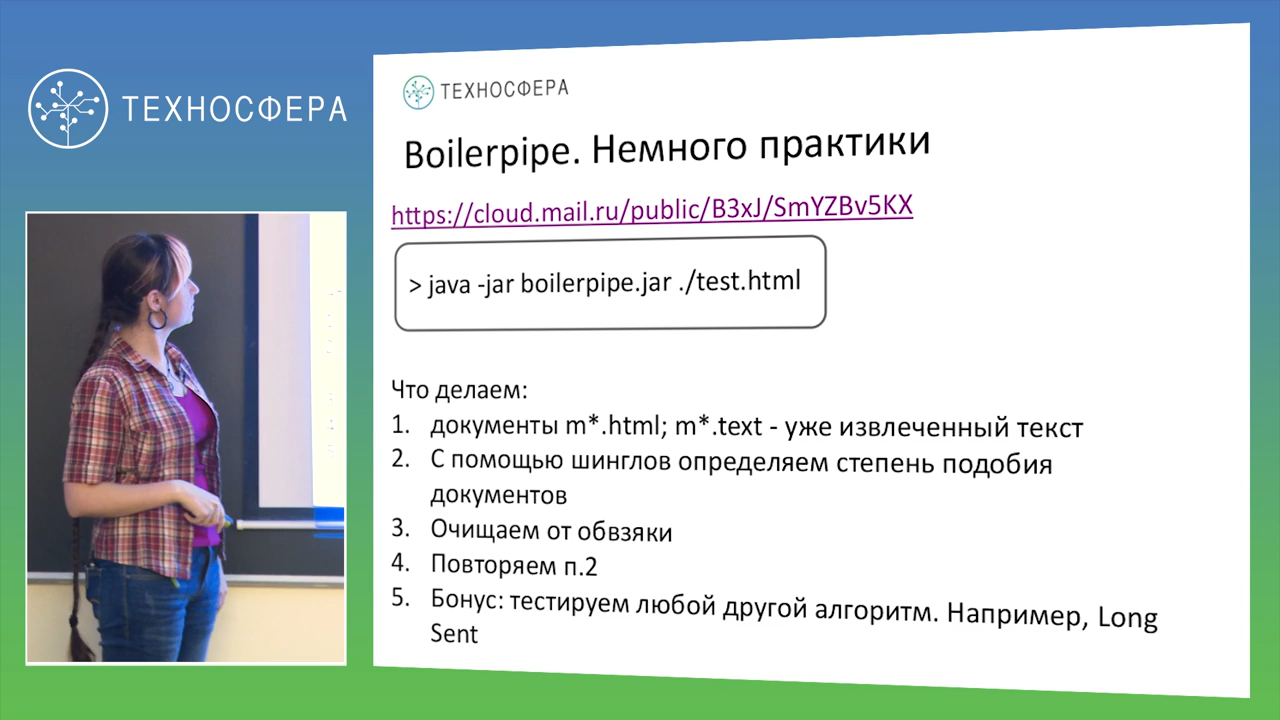 ТЕХНОСФЕРА
ТЕХНОСФЕРА
Boilerpipe. Немного практики
https://cloud.mail.ru/public/B3xJ/SmYZBv5KX
> java -jar boilerpipe.jar ./test.html
Что делаем:
1. документы m*.html; m*.text - уже извлеченный текст
2. С помощью шинглов определяем степень подобия
документов
3. Очищаем от обвзяки
4. Повторяем п.2
5. Бонус: тестируем любой другой алгоритм. Например, Long
Sent